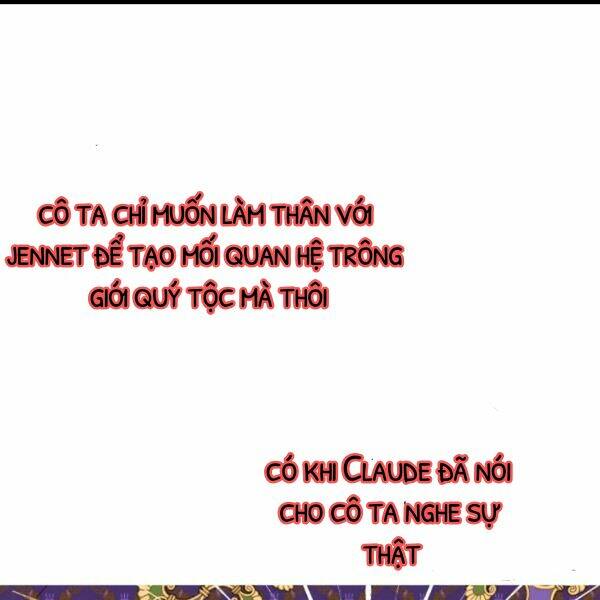 CÔ TA CHỈ MUỐN LÀM THÂN VỚI
JENNET ĐỂ TẠO MỐI QUAN HỆ TRÔNG
GIỚI QUÝ TỘC MÀ THÔI
CÓ KHI CLAUDE ĐÃ NÓI
CHO CÔ TA NGHE SỰ
THẬT